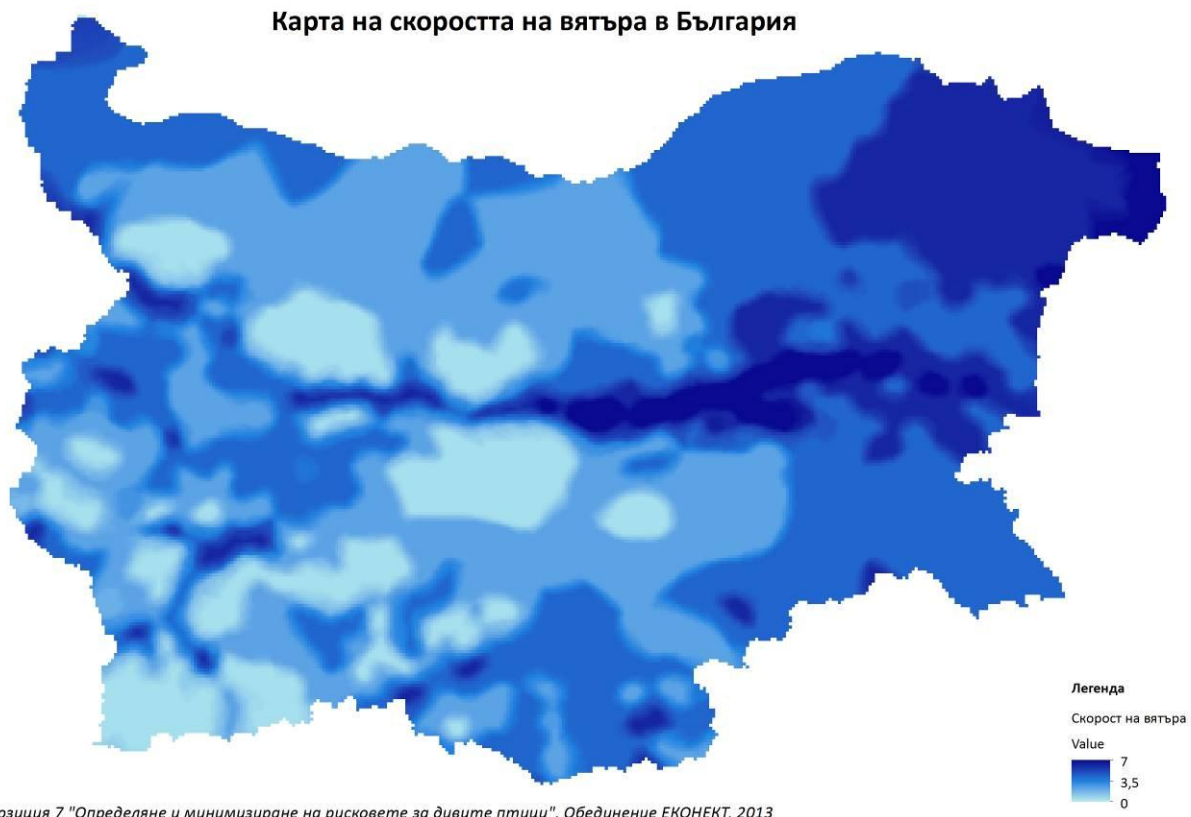 Карта на скоростта на вятъра в България
Легенда
Скорост на вятъра
Value
7
3,5
0
7 "Определяне и минимизиране на рисковете за дивите птици", Обединение ЕКОНЕКТ, 2013